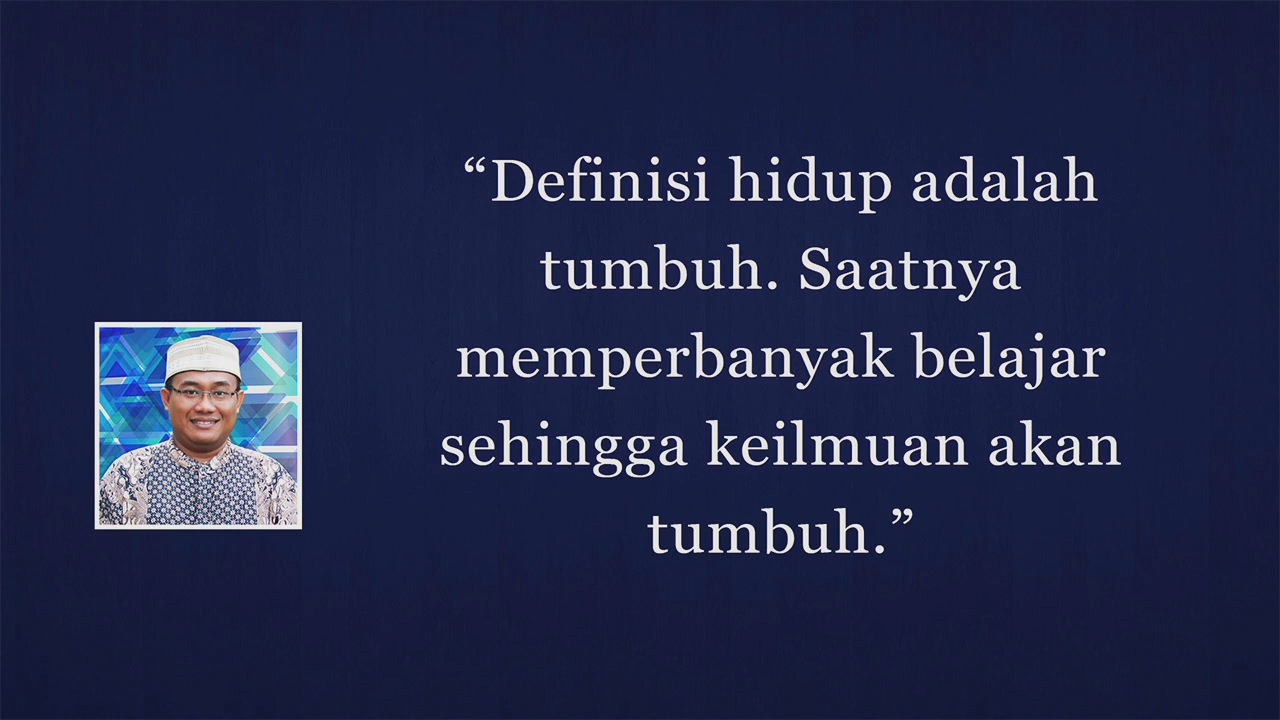 “Definisi hidup adalah
tumbuh. Saatnya
memperbanyak belajar
sehingga keilmuan akan
tumbuh.”